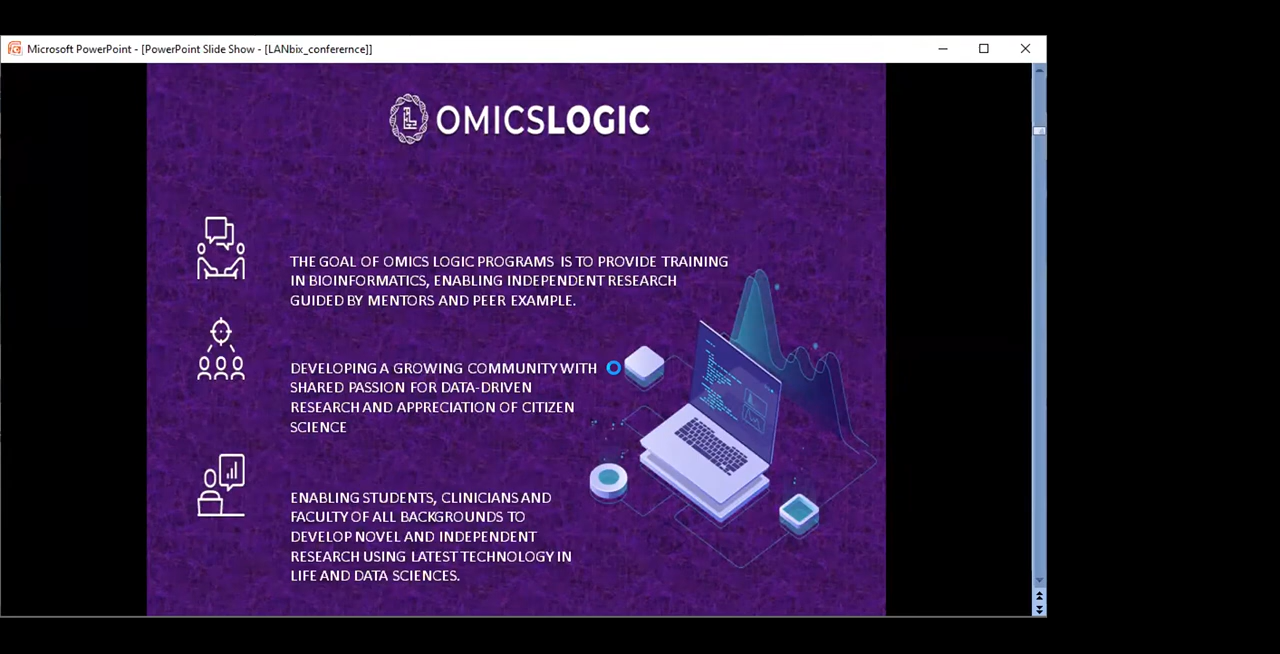 Microsoft PowerPoint - [PowerPoint Slide Show - [LANbix_conferernce]]
OMICSLOGIC
THE GOAL OF OMICS LOGIC PROGRAMS IS TO PROVIDE TRAINING
IN BIOINFORMATICS, ENABLING INDEPENDENT RESEARCH
GUIDED BY MENTORS AND PEER EXAMPLE.
DEVELOPING A GROWING COMMUNITY WITH
SHARED PASSION FOR DATA-DRIVEN
RESEARCH AND APPRECIATION OF CITIZEN
SCIENCE
ENABLING STUDENTS, CLINICIANS AND
FACULTY OF ALL BACKGROUNDS TO
DEVELOP NOVEL AND INDEPENDENT
RESEARCH USING LATEST TECHNOLOGY IN
LIFE AND DATA SCIENCES.